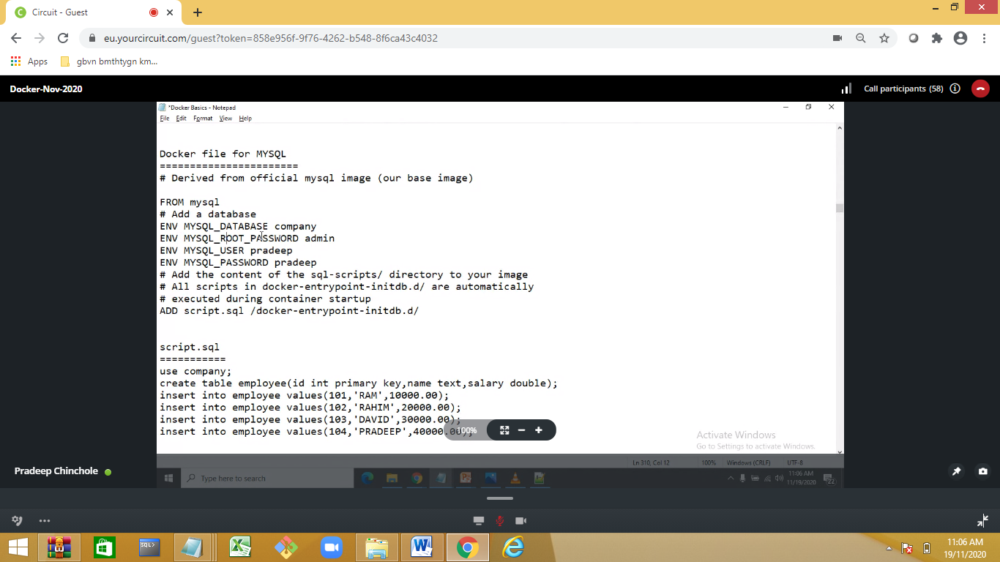 Circuit - Guest
eu.yourcircuit.com/guest?token=858e956f-9f76-4262-b548-8f6ca43c4032
Apps gbvn bmthtygn km...
Docker-Nov-2020
Call participants (58)
*Docker Basics - Notepad
File Edit Format View Help
Docker file for MYSQL
=======================
# Derived from official mysql image (our base image)
FROM mysql
# Add a database
ENV MYSQL_DATABASE company
ENV MYSQL_ROOT_PASSWORD admin
ENV MYSQL_USER pradeep
ENV MYSQL_PASSWORD pradeep
# Add the content of the sql-scripts/ directory to your image
# All scripts in docker-entrypoint-initdb.d/ are automatically
# executed during container startup
ADD script.sql /docker-entrypoint-initdb.d/
script.sql
===========
use company;
create table employee(id int primary key,name text,salary double);
insert into employee values(101,'RAM',10000.00);
insert into employee values(102,'RAHIM',20000.00);
insert into employee values(103,'DAVID',30000.00);
insert into employee values(104,'PRADEEP',40000.00);
100%
Activate Windows
Go to Settings to activate Windows.
Ln 310, Col 12 100% Windows (CRLF) UTF-8
Pradeep Chinchole
Type here to search
11:06 AM
11/19/2020
22
SQL>
11:06 AM
19/11/2020